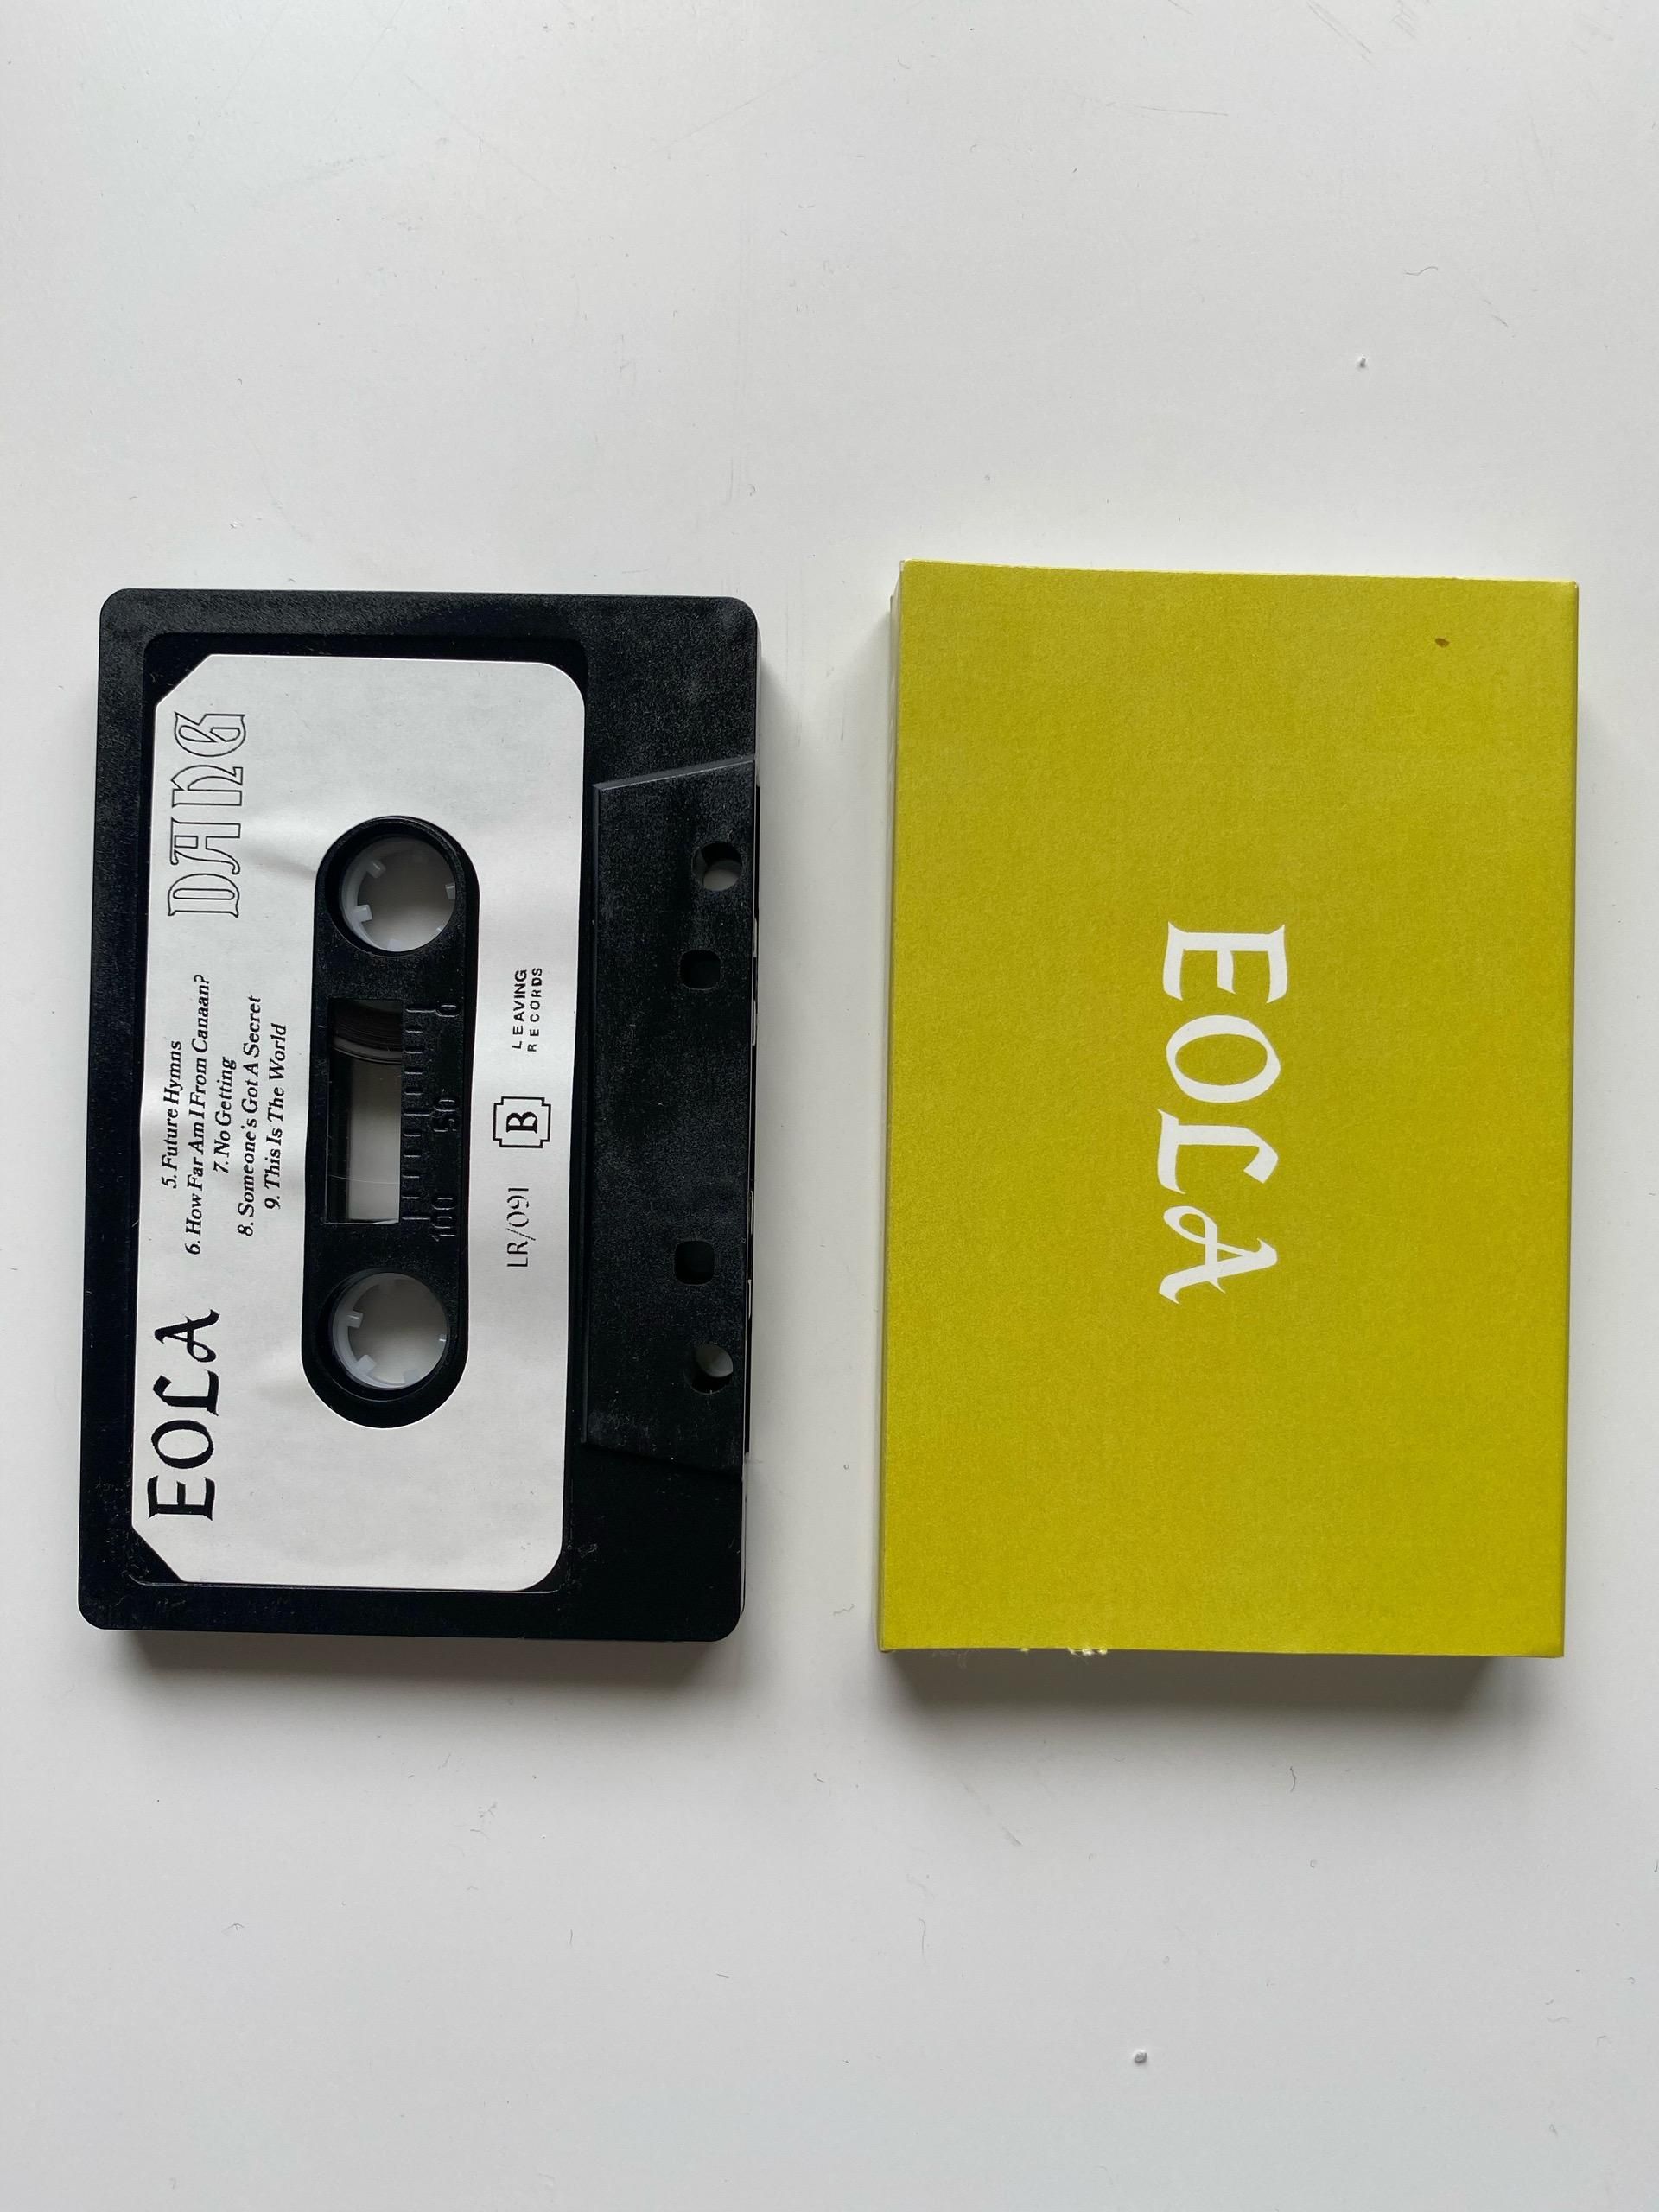 EOLA
5. Future Hymns
6. How Far Am I From Canaan?
7. No Getting
8. Someone's Got A Secret
9. This Is The World
DANG
100 50 0
LR/091
B
LEAVING
RECORDS
EOLA